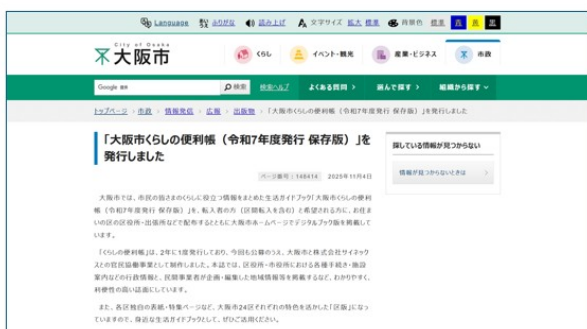 Language ふりがな 読み上げ 文字サイズ 拡大 標準 背景色 標準 青 黄 黒
City of Osaka
大阪市
くらし イベント・観光 産業・ビジネス 市政
Google 検索 検索 検索ヘルプ よくある質問 > 選んで探す > 組織から探す
トップページ > 市政 > 情報発信 > 広報 > 出版物 > 「大阪市くらしの便利帳(令和7年度発行 保存版)」を発行しました
「大阪市くらしの便利帳(令和7年度発行 保存版)」を
発行しました
ページ番号:148414 2025年11月4日
大阪市では、市民の皆さまのくらしに役立つ情報をまとめた生活ガイドブック「大阪市くらしの便利
帳(令和7年度発行 保存版)」を、転入者の方(区間転入を含む)と希望される方に、お住ま
いの区の区役所・出張所などで配布するとともに大阪市ホームページでデジタルブック版を掲載して
います。
「くらしの便利帳」は、2年に1度発行しており、今回も公募のうえ、大阪市と株式会社サイネック
スとの官民協働事業として制作しました。本誌では、区役所・市役所における各種手続き・施設
案内などの行政情報と、民間事業者が企画・編集した地域情報等を掲載するなど、わかりやすく、
利便性の高い誌面にしています。
また、各区独自の表紙・特集ページなど、大阪市24区それぞれの特色を活かした「区版」になっ
ていますので、身近な生活ガイドブックとして、ぜひご活用ください。
探している情報が見つからない
情報が見つからないときは >